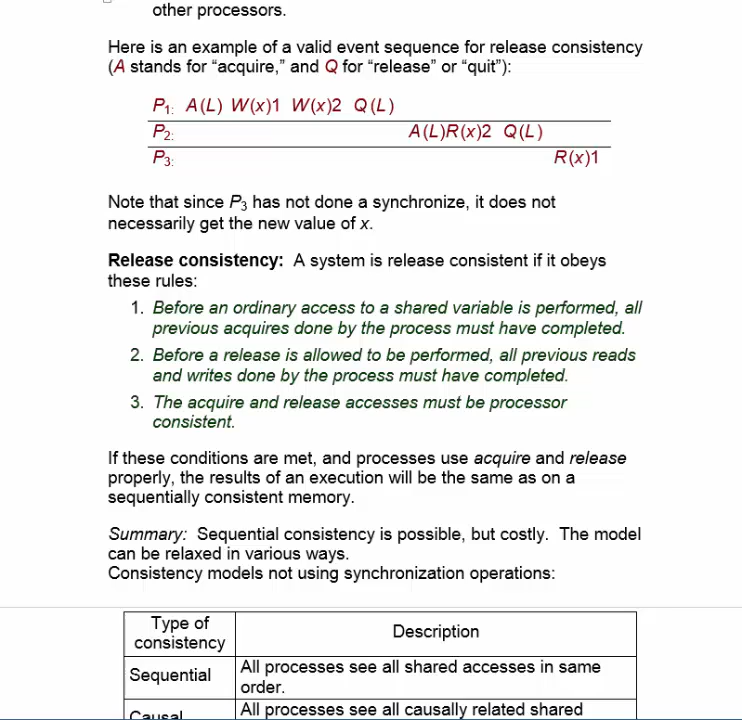 other processors.
Here is an example of a valid event sequence for release consistency
(A stands for “acquire,” and Q for “release” or “quit”):
P1: A(L) W(x)1 W(x)2 Q(L)
P2: A(L)R(x)2 Q(L)
P3: R(x)1
Note that since P3 has not done a synchronize, it does not
necessarily get the new value of x.
Release consistency: A system is release consistent if it obeys
these rules:
1. Before an ordinary access to a shared variable is performed, all
previous acquires done by the process must have completed.
2. Before a release is allowed to be performed, all previous reads
and writes done by the process must have completed.
3. The acquire and release accesses must be processor
consistent.
If these conditions are met, and processes use acquire and release
properly, the results of an execution will be the same as on a
sequentially consistent memory.
Summary: Sequential consistency is possible, but costly. The model
can be relaxed in various ways.
Consistency models not using synchronization operations:
Type of
consistency
Description
Sequential
All processes see all shared accesses in same
order.
Causal
All processes see all causally related shared